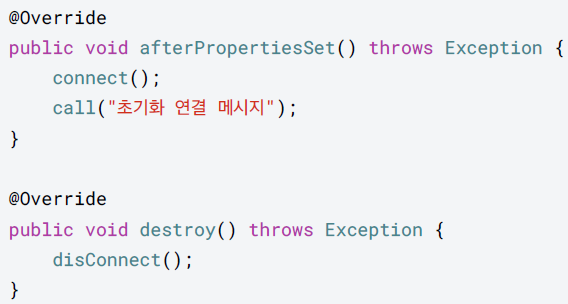 @Override
public void afterPropertiesSet() throws Exception {
    connect();
    call("초기화 연결 메시지");
}

@Override
public void destroy() throws Exception {
    disConnect();
}